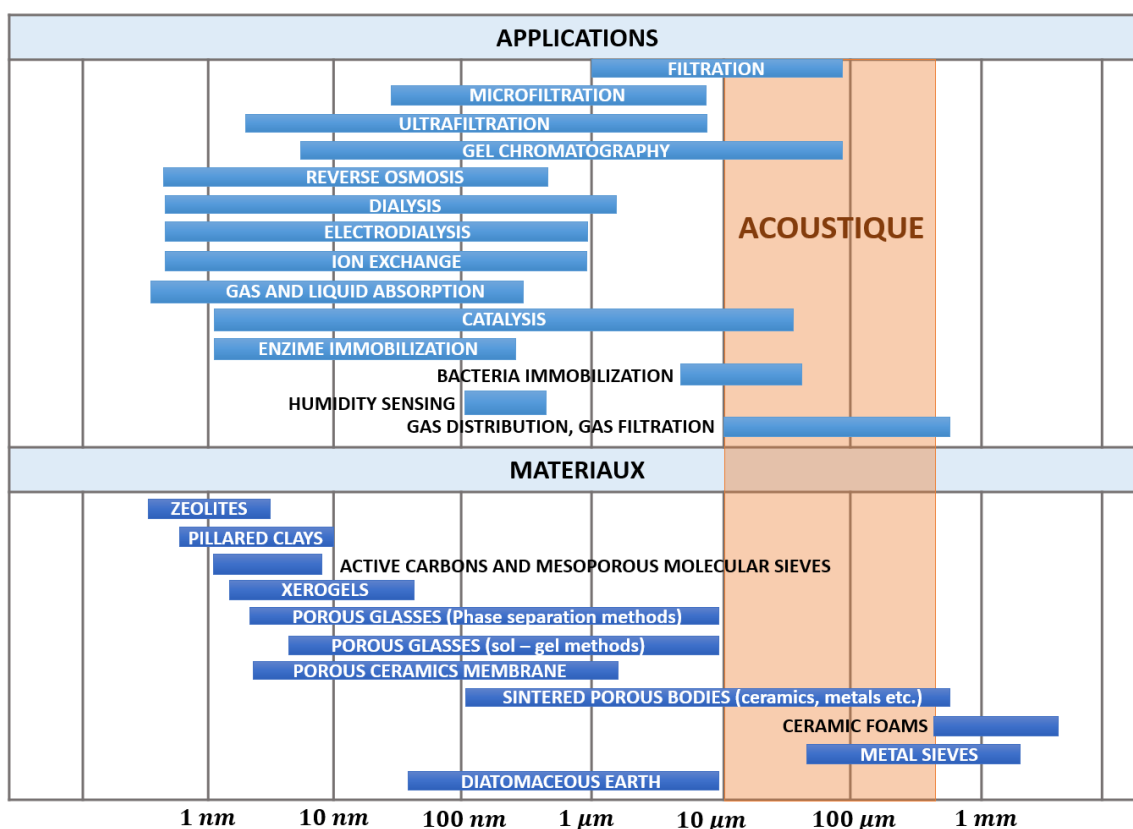 APPLICATIONS
FILTRATION
MICROFILTRATION
ULTRAFILTRATION
GEL CHROMATOGRAPHY
REVERSE OSMOSIS
DIALYSIS
ACOUSTIQUE
ELECTRODIALYSIS
ION EXCHANGE
GAS AND LIQUID ABSORPTION
CATALYSIS
ENZIME IMMOBILIZATION
BACTERIA IMMOBILIZATION
HUMIDITY SENSING
GAS DISTRIBUTION, GAS FILTRATION
MATERIAUX
ZEOLITES
PILLARED CLAYS
ACTIVE CARBONS AND MESOPOROUS MOLECULAR SIEVES
XEROGELS
POROUS GLASSES (Phase separation methods)
POROUS GLASSES (sol – gel methods)
POROUS CERAMICS MEMBRANE
SINTERED POROUS BODIES (ceramics, metals etc.)
CERAMIC FOAMS
METAL SIEVES
DIATOMACEOUS EARTH
1 nm 10 nm 100 nm 1 μm 10 μm 100 μm 1 mm